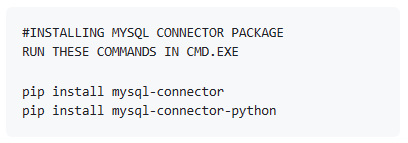 #INSTALLING MYSQL CONNECTOR PACKAGE
RUN THESE COMMANDS IN CMD.EXE
pip install mysql-connector
pip install mysql-connector-python